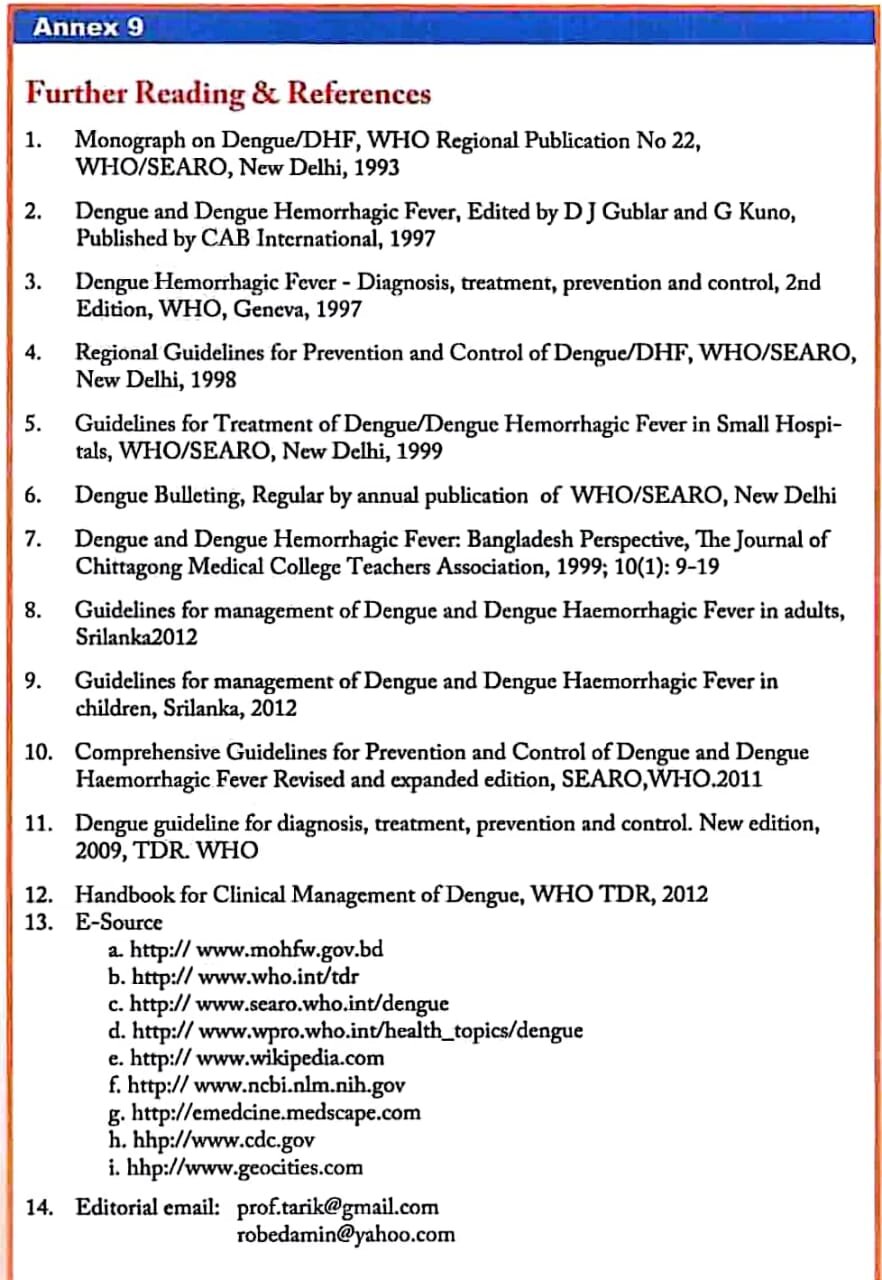 Annex 9
Further Reading & References
1. Monograph on Dengue/DHF, WHO Regional Publication No 22,
WHO/SEARO, New Delhi, 1993
2. Dengue and Dengue Hemorrhagic Fever, Edited by D J Gublar and G Kuno,
Published by CAB International, 1997
3. Dengue Hemorrhagic Fever - Diagnosis, treatment, prevention and control, 2nd
Edition, WHO, Geneva, 1997
4. Regional Guidelines for Prevention and Control of Dengue/DHF, WHO/SEARO,
New Delhi, 1998
5. Guidelines for Treatment of Dengue/Dengue Hemorrhagic Fever in Small Hospi-
tals, WHO/SEARO, New Delhi, 1999
6. Dengue Bulleting, Regular by annual publication of WHO/SEARO, New Delhi
7. Dengue and Dengue Hemorrhagic Fever: Bangladesh Perspective, The Journal of
Chittagong Medical College Teachers Association, 1999; 10(1): 9-19
8. Guidelines for management of Dengue and Dengue Haemorrhagic Fever in adults,
Srilanka2012
9. Guidelines for management of Dengue and Dengue Haemorrhagic Fever in
children, Srilanka, 2012
10. Comprehensive Guidelines for Prevention and Control of Dengue and Dengue
Haemorrhagic Fever Revised and expanded edition, SEARO,WHO.2011
11. Dengue guideline for diagnosis, treatment, prevention and control. New edition,
2009, TDR. WHO
12. Handbook for Clinical Management of Dengue, WHO TDR, 2012
13. E-Source
a. http:// www.mohfw.gov.bd
b. http:// www.who.int/tdr
c. http:// www.searo.who.int/dengue
d. http:// www.wpro.who.int/health_topics/dengue
e. http:// www.wikipedia.com
f. http:// www.ncbi.nlm.nih.gov
g. http://emedcine.medscape.com
h. hhp://www.cdc.gov
i. hhp://www.geocities.com
14. Editorial email: prof.tarik@gmail.com
robedamin@yahoo.com